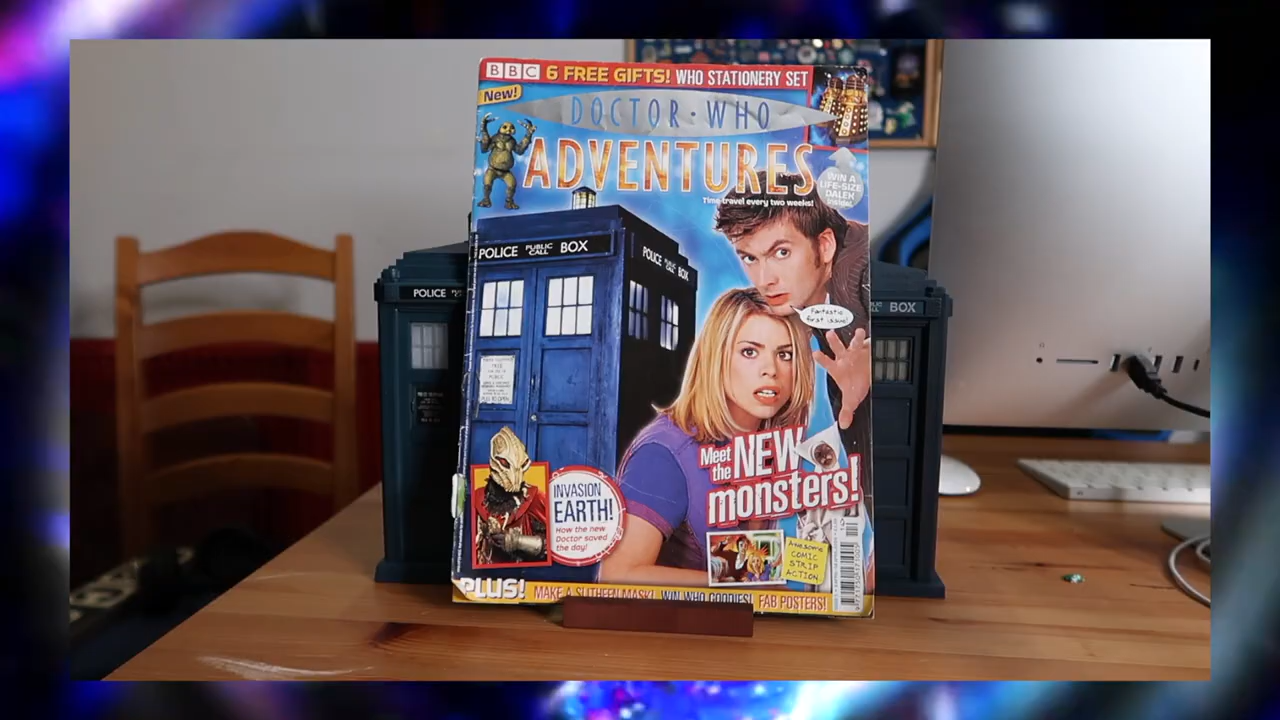 BBC 6 FREE GIFTS! WHO STATIONERY SET
New!
DOCTOR·WHO
ADVENTURES
Time-travel every two weeks!
WIN A
LIFE-SIZE
DALEK
Inside!
POLICE PUBLIC CALL BOX
POLICE PUBLIC CALL BOX
POLICE
BOX
Fantastic
first issue!
Meet
the NEW
monsters!
INVASION
EARTH!
How the new
Doctor saved
the day!
Awesome
COMIC
STRIP
ACTION
PLUS! MAKE A SLITHEEN MASK! WIN WHO GOODIES! FAB POSTERS!